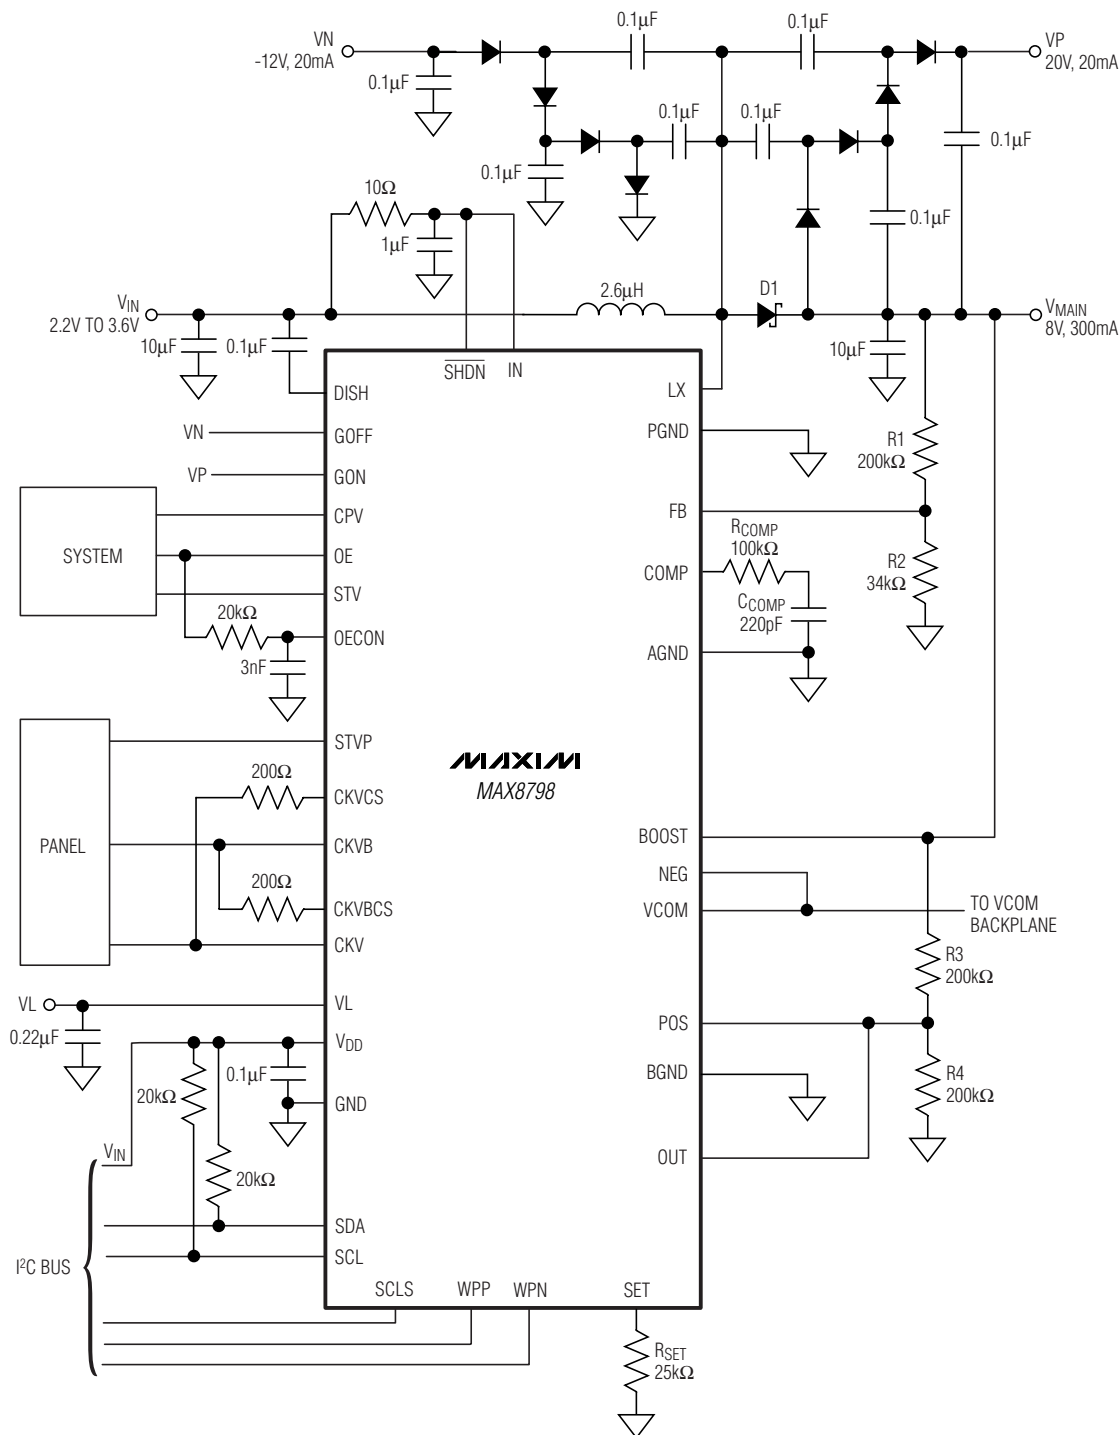 VN
-12V, 20mA
0.1µF
0.1µF
0.1µF
VP
20V, 20mA
0.1µF
0.1µF
0.1µF
0.1µF
0.1µF
10Ω
1µF
VIN
2.2V TO 3.6V
10µF
0.1µF
2.6µH
D1
VMAIN
8V, 300mA
10µF
SHDN
IN
DISH
LX
VN
GOFF
PGND
VP
GON
R1
200kΩ
SYSTEM
CPV
OE
STV
FB
RCOMP
100kΩ
COMP
R2
34kΩ
CCOMP
220pF
20kΩ
OECON
3nF
AGND
PANEL
STVP
200Ω
CKVCS
CKVB
200Ω
CKVBCS
CKV
MAXIM
MAX8798
BOOST
NEG
VCOM
TO VCOM
BACKPLANE
R3
200kΩ
VL
VL
0.22µF
POS
VDD
0.1µF
20kΩ
GND
BGND
R4
200kΩ
VIN
20kΩ
OUT
SDA
SCL
I²C BUS
SCLS
WPP
WPN
SET
RSET
25kΩ